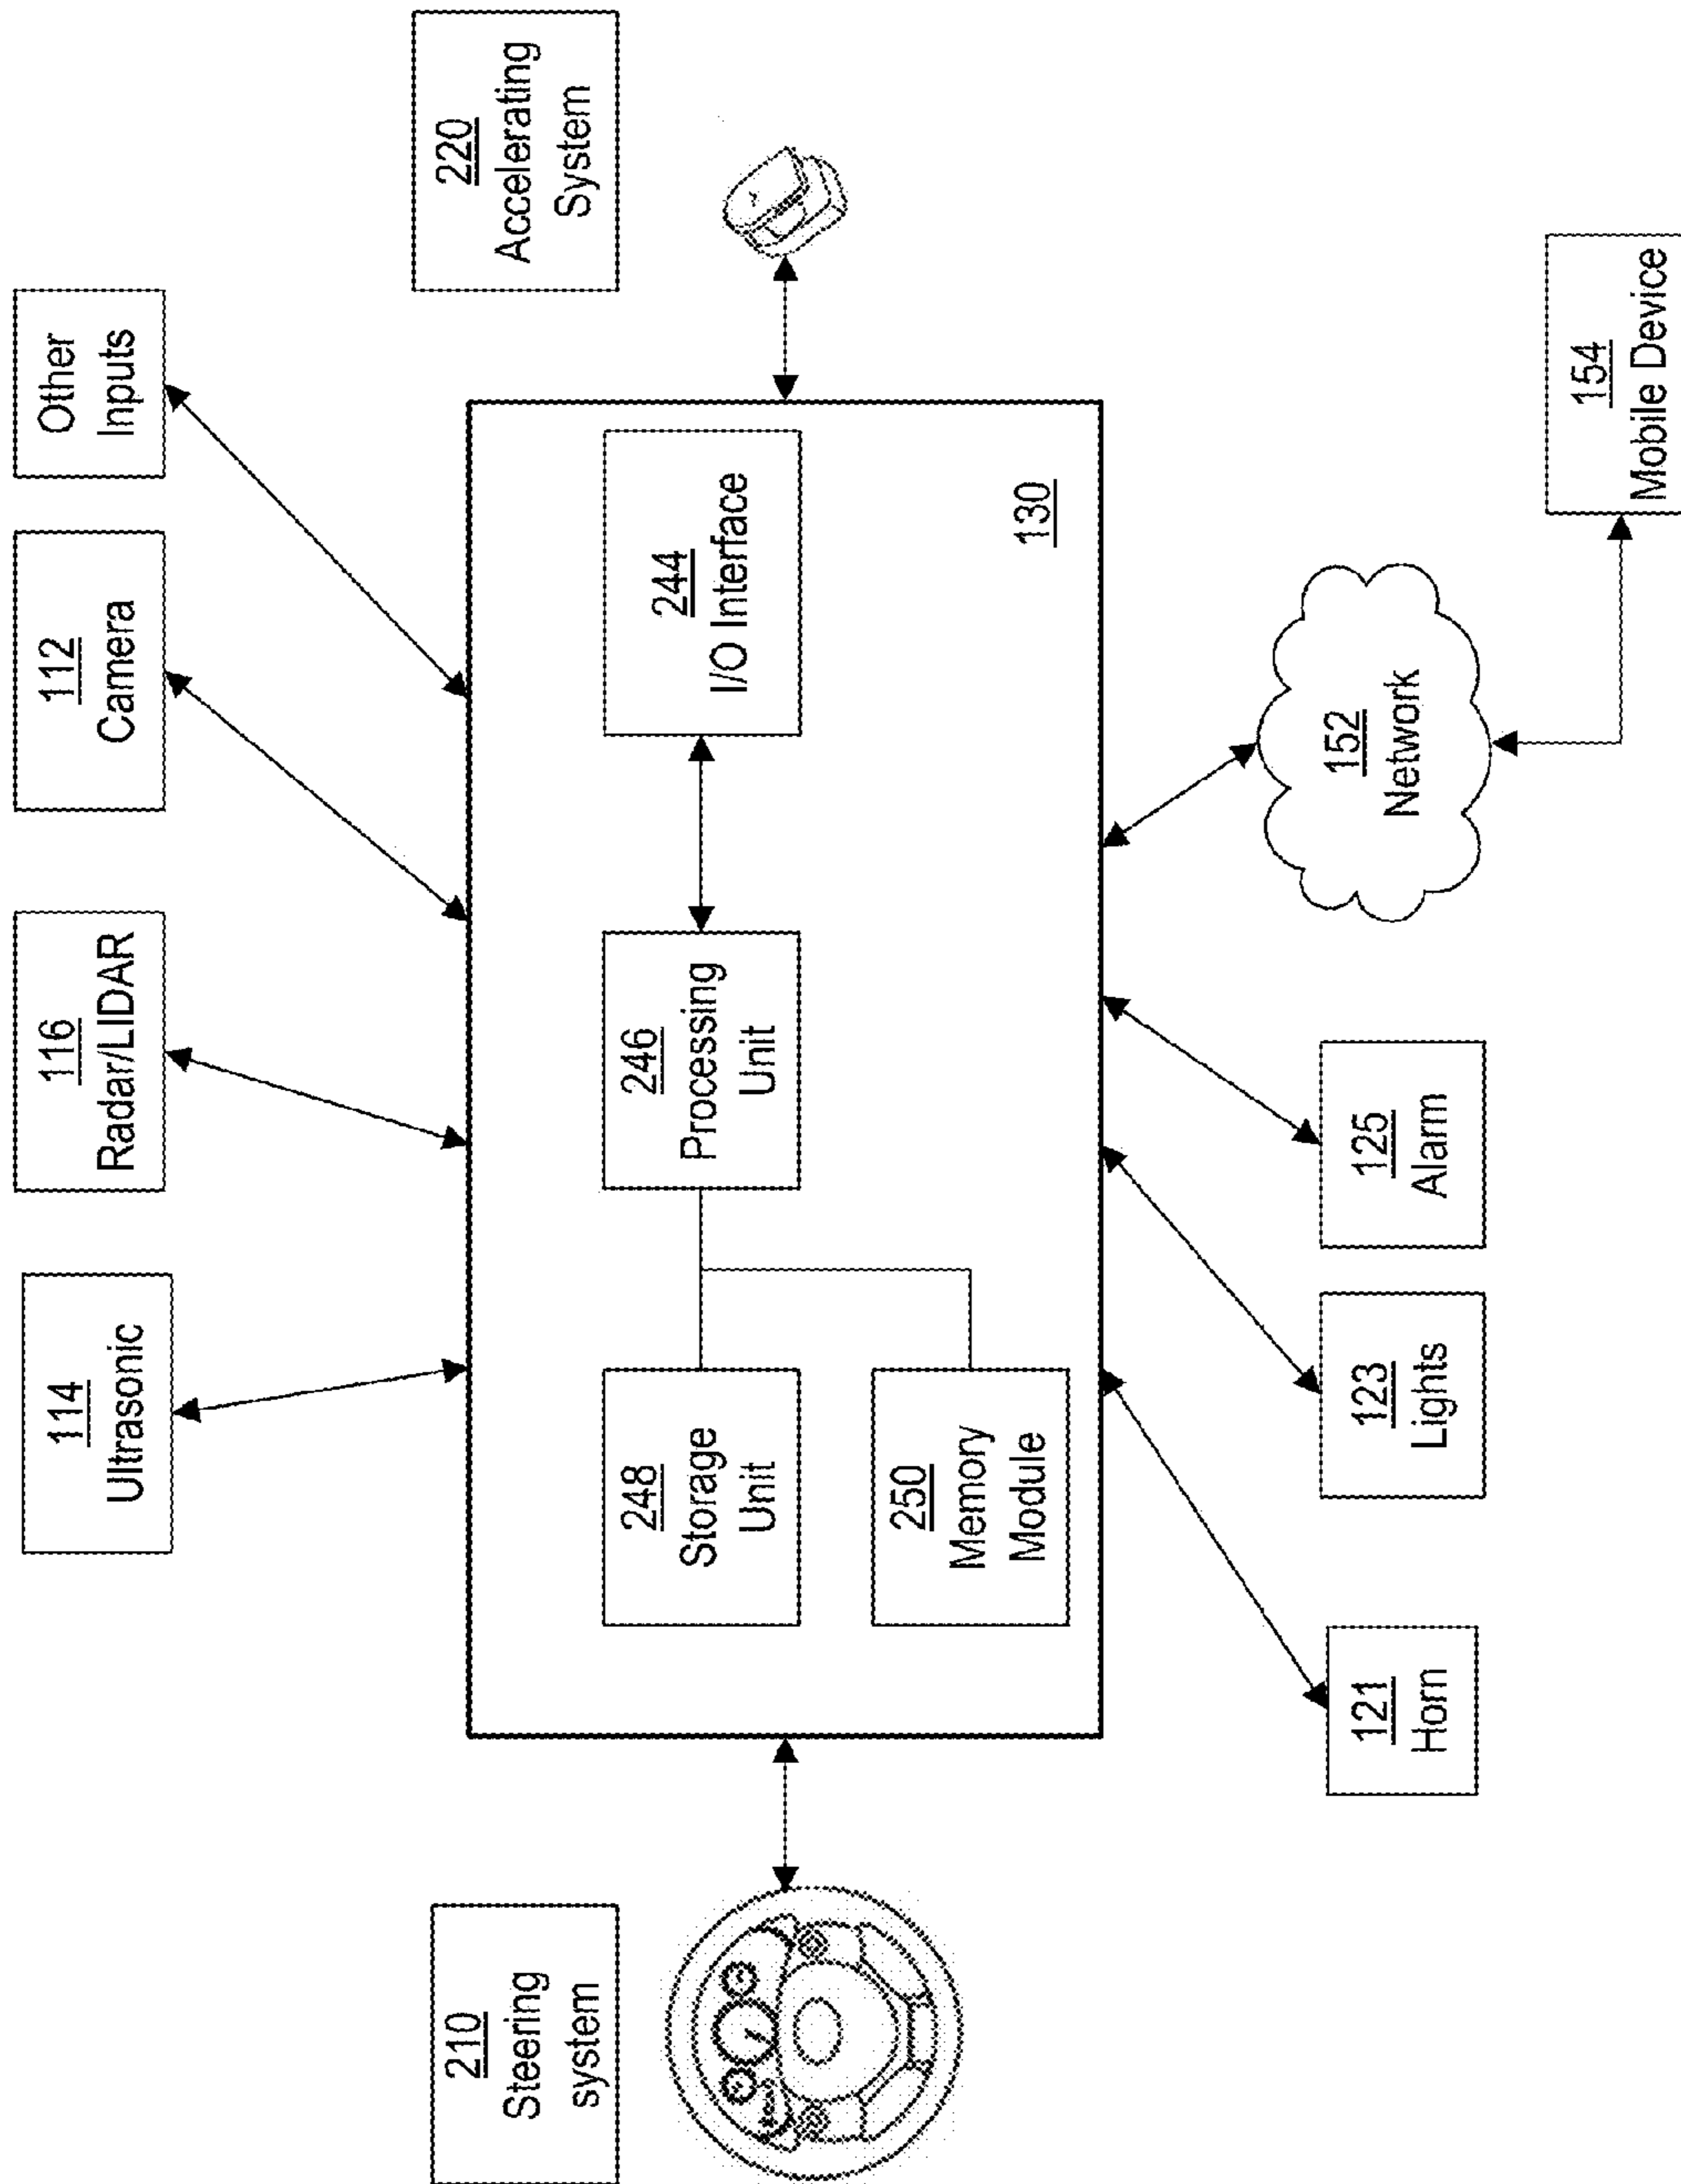 114
Ultrasonic
116
Radar/LIDAR
112
Camera
Other
Inputs
210
Steering
system
220
Accelerating
System
248
Storage
Unit
246
Processing
Unit
244
I/O Interface
250
Memory
Module
130
121
Horn
123
Lights
125
Alarm
152
Network
154
Mobile Device